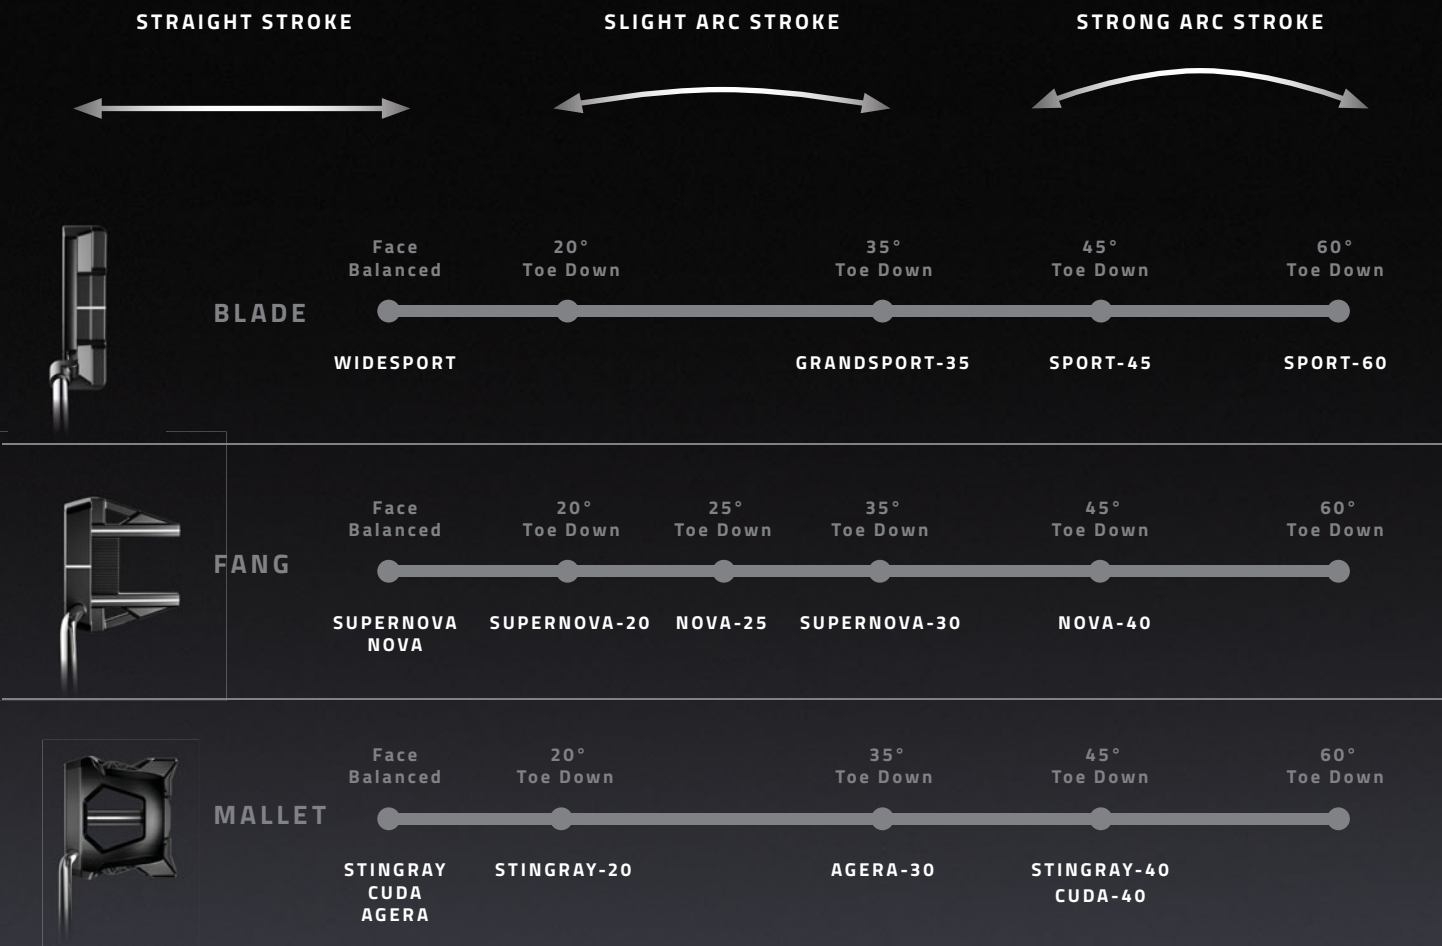 STRAIGHT STROKE
SLIGHT ARC STROKE
STRONG ARC STROKE
Face
Balanced
20°
Toe Down
35°
Toe Down
45°
Toe Down
60°
Toe Down
BLADE
WIDESPORT
GRANDSPORT-35
SPORT-45
SPORT-60
Face
Balanced
20°
Toe Down
25°
Toe Down
35°
Toe Down
45°
Toe Down
60°
Toe Down
FANG
SUPERNOVA
NOVA
SUPERNOVA-20
NOVA-25
SUPERNOVA-30
NOVA-40
Face
Balanced
20°
Toe Down
35°
Toe Down
45°
Toe Down
60°
Toe Down
MALLET
STINGRAY
CUDA
AGERA
STINGRAY-20
AGERA-30
STINGRAY-40
CUDA-40